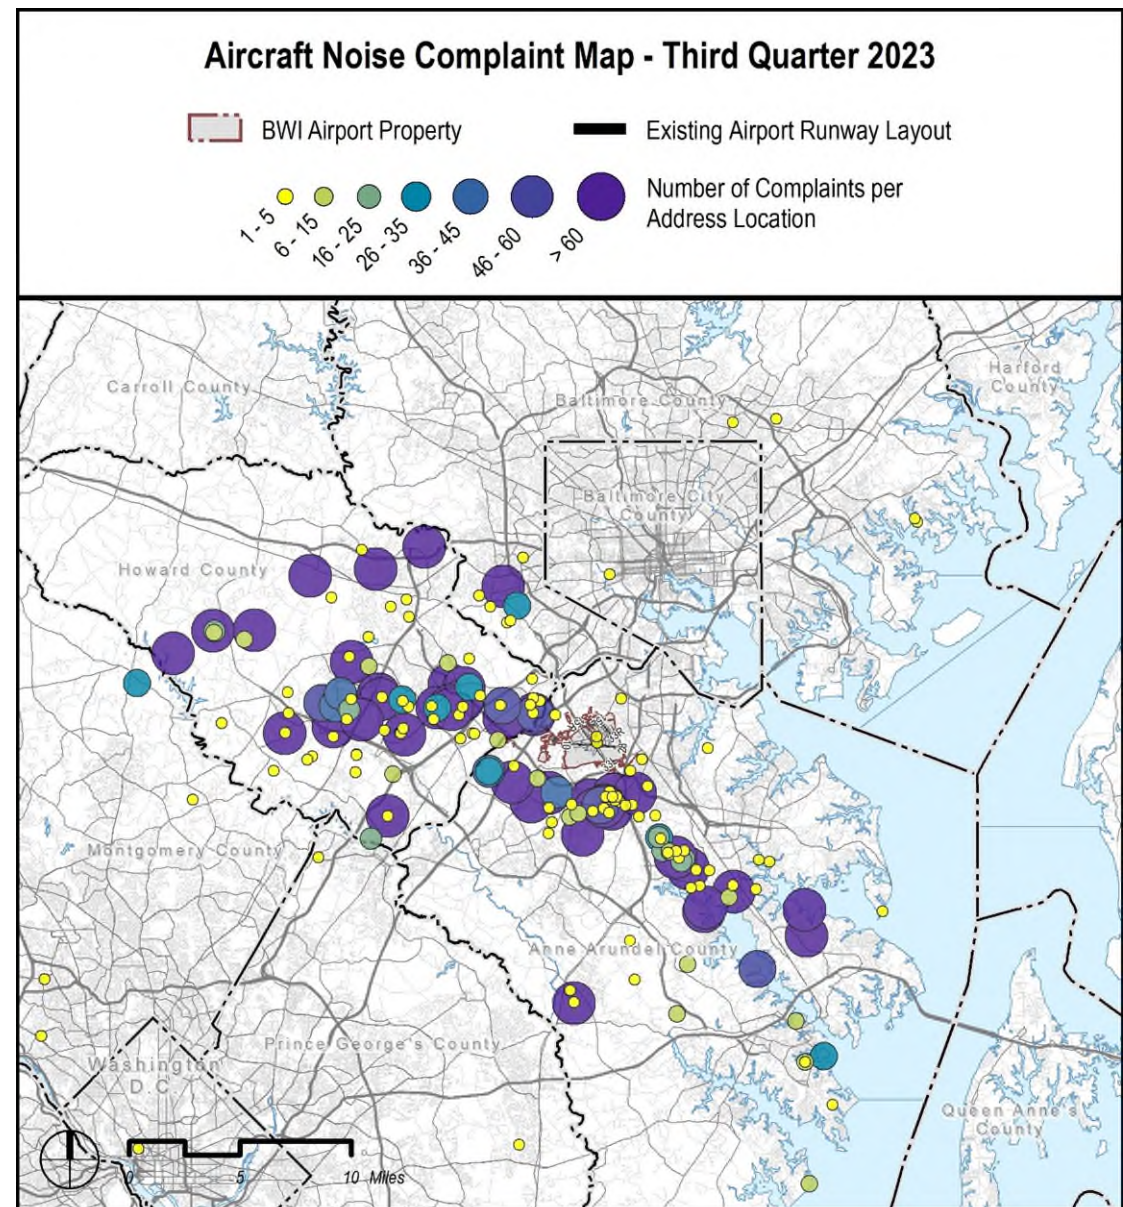 Aircraft Noise Complaint Map - Third Quarter 2023
BWI Airport Property
Existing Airport Runway Layout
1 - 5
6 - 15
16 - 25
26 - 35
36 - 45
46 - 60
> 60
Number of Complaints per
Address Location
Carroll County
Baltimore County
Harford
County
Baltimore City
County
Howard County
Montgomery County
Anne Arundel County
Prince George's County
Washington
D.C.
Queen Anne's
County
0
5
10 Miles